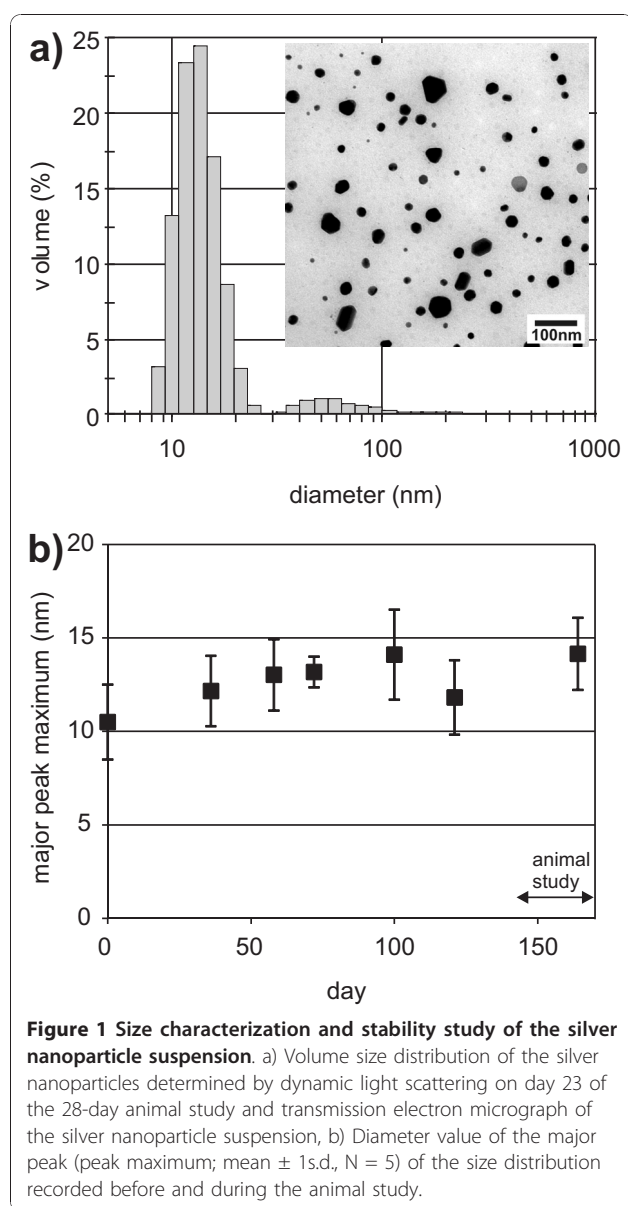 a)
25
20
15
10
5
0
volume (%)
100nm
10
100
1000
diameter (nm)
b)
20
15
10
5
0
major peak maximum (nm)
animal
study
0
50
100
150
day
Figure 1 Size characterization and stability study of the silver
nanoparticle suspension. a) Volume size distribution of the silver
nanoparticles determined by dynamic light scattering on day 23 of
the 28-day animal study and transmission electron micrograph of
the silver nanoparticle suspension, b) Diameter value of the major
peak (peak maximum; mean ± 1s.d., N = 5) of the size distribution
recorded before and during the animal study.